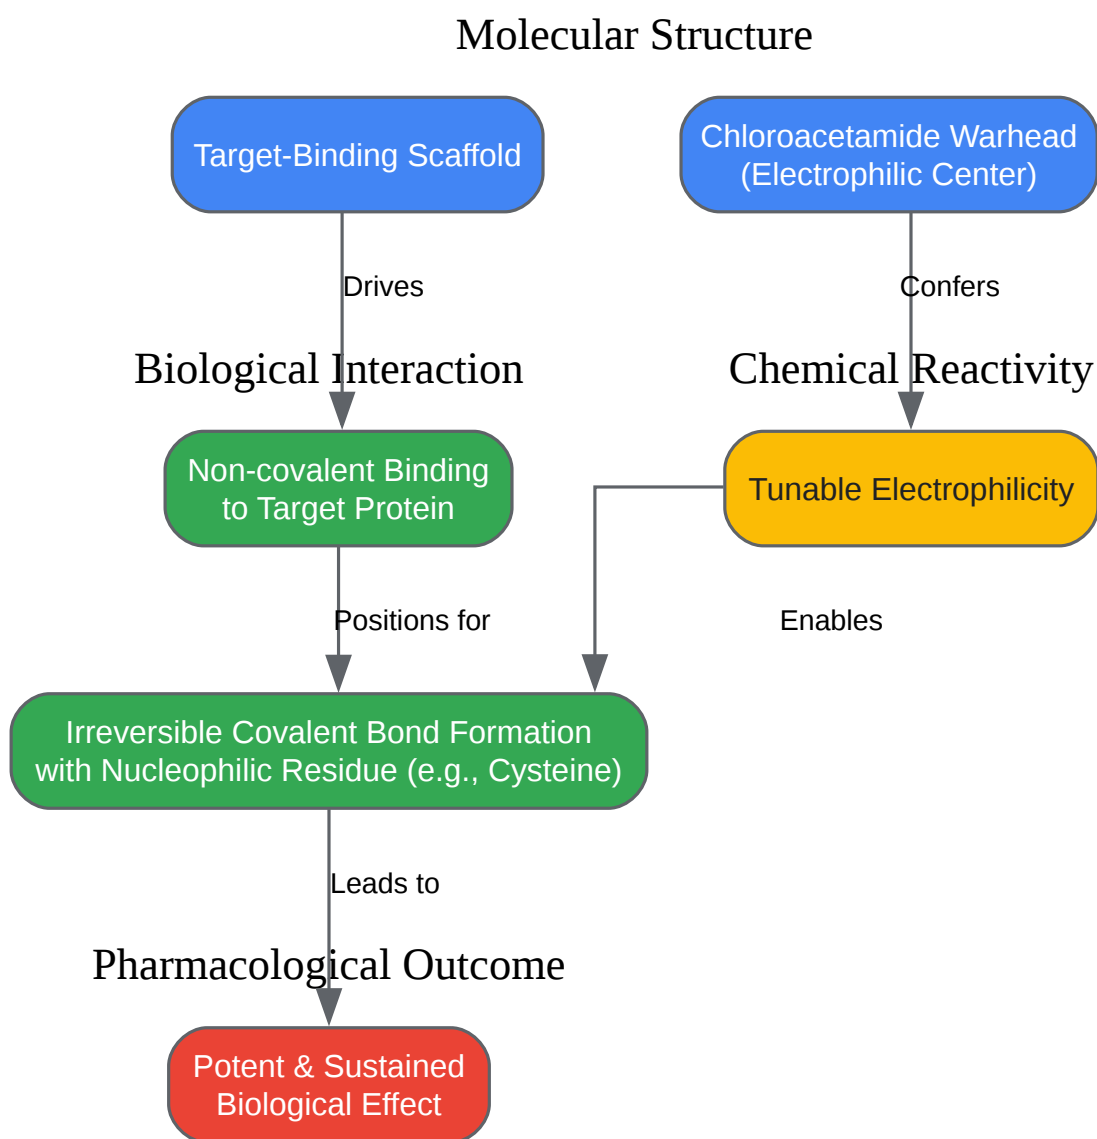 Molecular Structure
Target-Binding Scaffold
Chloroacetamide Warhead
(Electrophilic Center)
Drives
Confers
Biological Interaction
Chemical Reactivity
Non-covalent Binding
to Target Protein
Tunable Electrophilicity
Positions for
Enables
Irreversible Covalent Bond Formation
with Nucleophilic Residue (e.g., Cysteine)
Leads to
Pharmacological Outcome
Potent & Sustained
Biological Effect